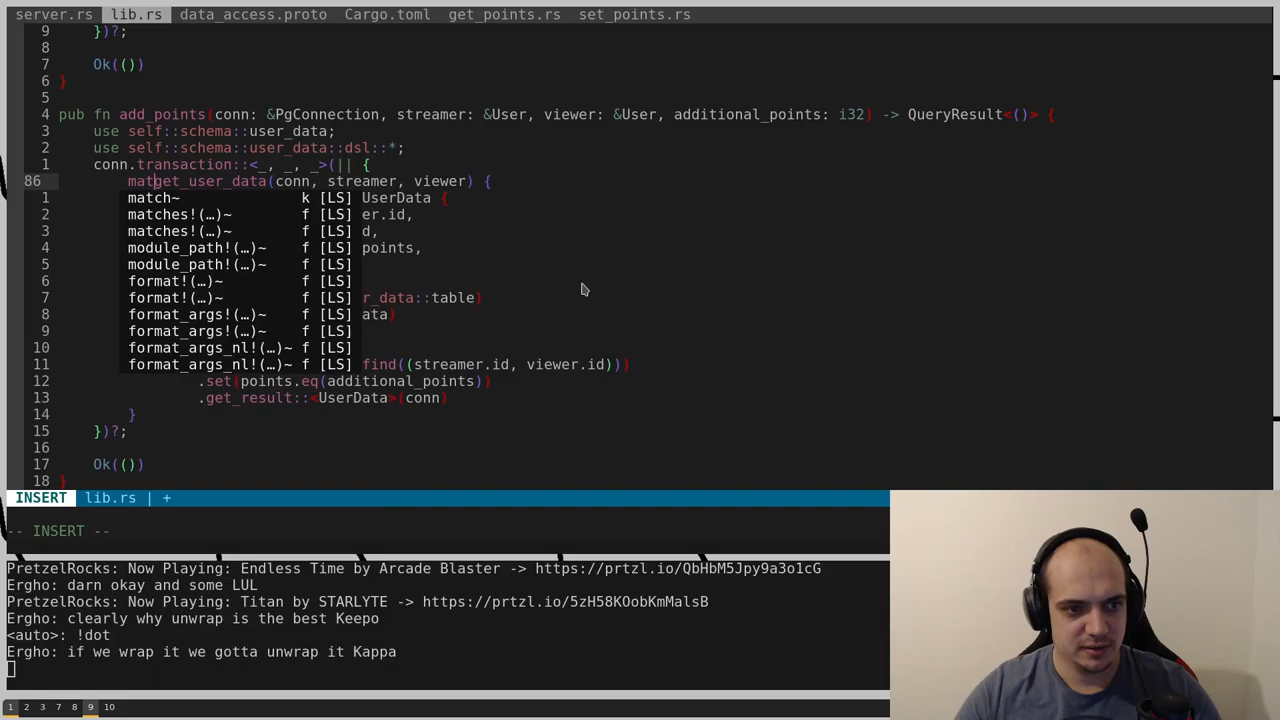 server.rs lib.rs data_access.proto Cargo.toml get_points.rs set_points.rs
9 })?;
8
7 Ok(())
6 }
5
4 pub fn add_points(conn: &PgConnection, streamer: &User, viewer: &User, additional_points: i32) -> QueryResult<()> {
3 use self::schema::user_data;
2 use self::schema::user_data::dsl::*;
1 conn.transaction::<_, _, _>(|| {
86 matget_user_data(conn, streamer, viewer) {
1 match~ k [LS] UserData {
2 matches!(…)~ f [LS] er.id,
3 matches!(…)~ f [LS] d,
4 module_path!(…)~ f [LS] points,
5 module_path!(…)~ f [LS]
6 format!(…)~ f [LS]
7 format!(…)~ f [LS] r_data::table)
8 format_args!(…)~ f [LS] ata)
9 format_args!(…)~ f [LS]
10 format_args_nl!(…)~ f [LS]
11 format_args_nl!(…)~ f [LS] find((streamer.id, viewer.id)))
12 .set(points.eq(additional_points))
13 .get_result::<UserData>(conn)
14 }
15 })?;
16
17 Ok(())
18 }
INSERT lib.rs | +
-- INSERT --
PretzelRocks: Now Playing: Endless Time by Arcade Blaster -> https://prtzl.io/QbHbM5Jpy9a3o1cG
Ergho: darn okay and some LUL
PretzelRocks: Now Playing: Titan by STARLYTE -> https://prtzl.io/5zH58KOobKmMalsB
Ergho: clearly why unwrap is the best Keepo
<auto>: !dot
Ergho: if we wrap it we gotta unwrap it Kappa
1 2 3 7 8 9 10